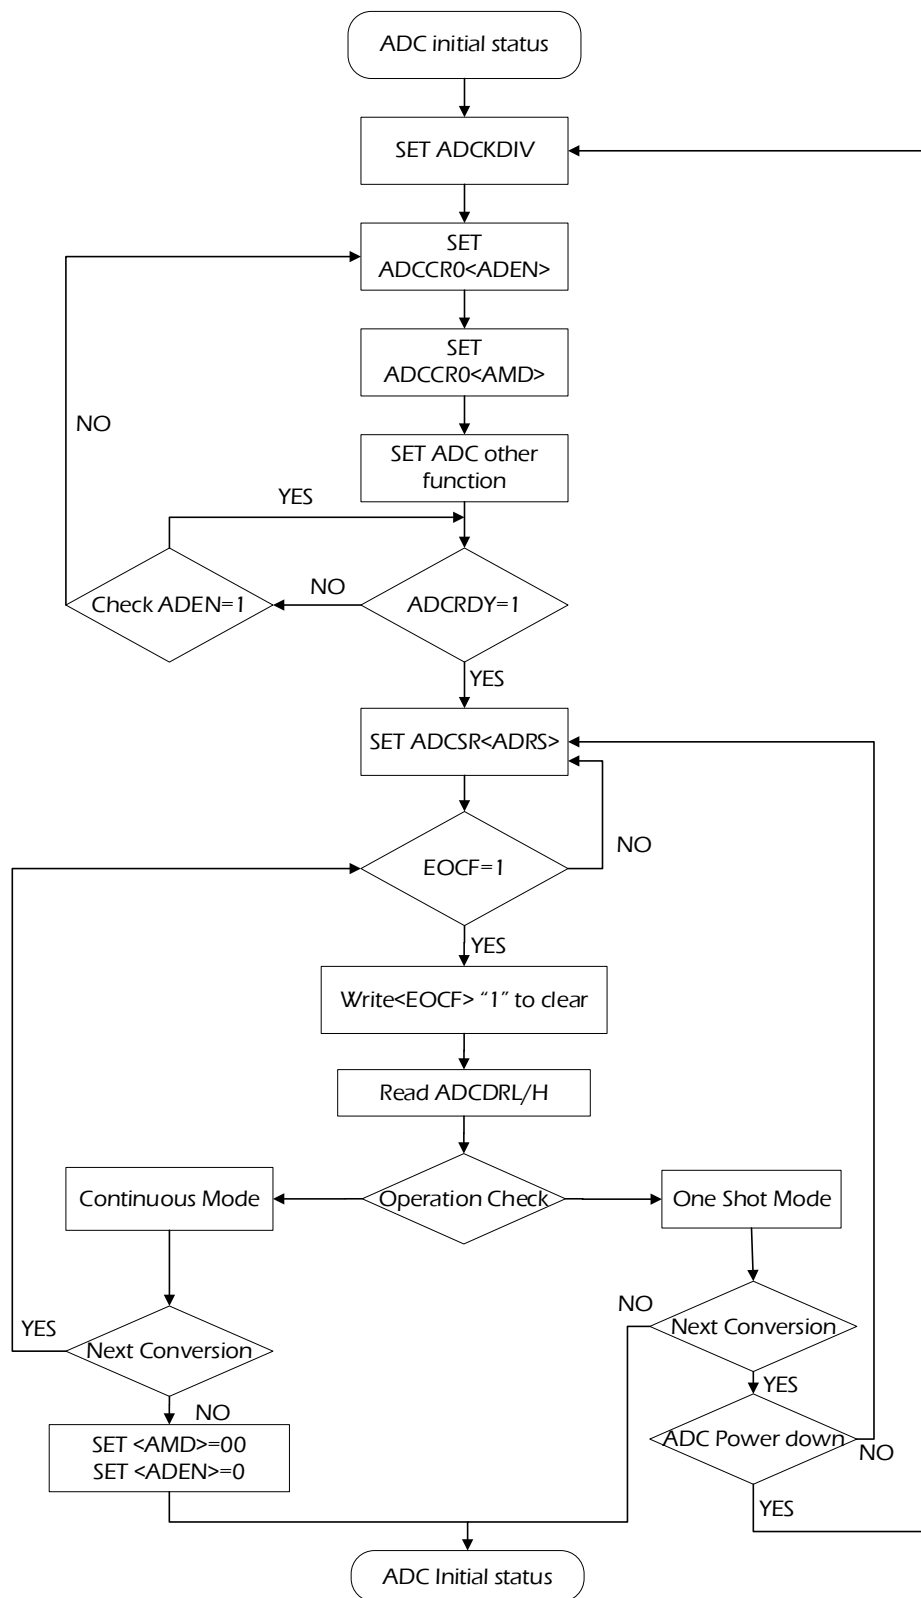 ADC initial status
SET ADCKDIV
SET
ADCCR0<ADEN>
SET
ADCCR0<AMD>
NO
SET ADC other
function
YES
Check ADEN=1
NO
ADCRDY=1
YES
SET ADCSR<ADRS>
EOCF=1
NO
YES
Write<EOCF> “1” to clear
Read ADCDRL/H
Continuous Mode
Operation Check
One Shot Mode
YES
Next Conversion
NO
Next Conversion
YES
NO
SET <AMD>=00
SET <ADEN>=0
ADC Power down
NO
YES
ADC Initial status